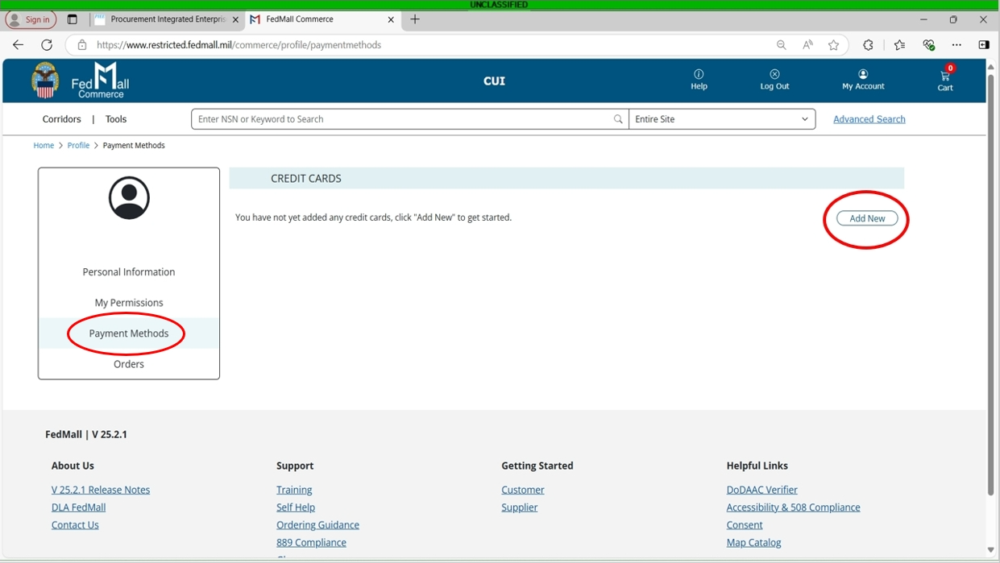 UNCLASSIFIED
Sign in
Procurement Integrated Enterpris
FedMall Commerce
https://www.restricted.fedmall.mil/commerce/profile/paymentmethods
FedMall
Commerce
CUI
Help
Log Out
My Account
0
Cart
Corridors | Tools
Enter NSN or Keyword to Search
Entire Site
Advanced Search
Home > Profile > Payment Methods
CREDIT CARDS
You have not yet added any credit cards, click "Add New" to get started.
Add New
Personal Information
My Permissions
Payment Methods
Orders
FedMall | V 25.2.1
About Us
V 25.2.1 Release Notes
DLA FedMall
Contact Us
Support
Training
Self Help
Ordering Guidance
889 Compliance
Getting Started
Customer
Supplier
Helpful Links
DoDAAC Verifier
Accessibility & 508 Compliance
Consent
Map Catalog